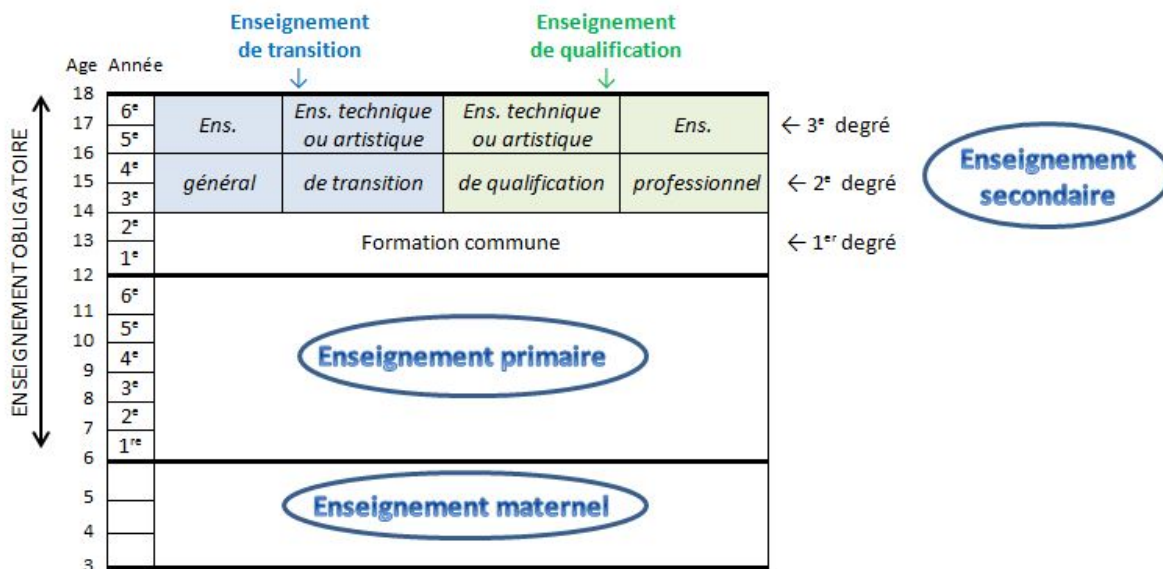 Enseignement
de transition
Enseignement
de qualification
Age Année
↓
↓
ENSEIGNEMENT OBLIGATOIRE
18
17
16
15
14
13
12
11
10
9
8
7
6
5
4
3
6e
5e
4e
3e
2e
1e
6e
5e
4e
3e
2e
1re
Ens.
général
Ens. technique
ou artistique
de transition
Ens. technique
ou artistique
de qualification
Ens.
professionnel
← 3e degré
← 2e degré
← 1er degré
Enseignement
secondaire
Formation commune
Enseignement primaire
Enseignement maternel